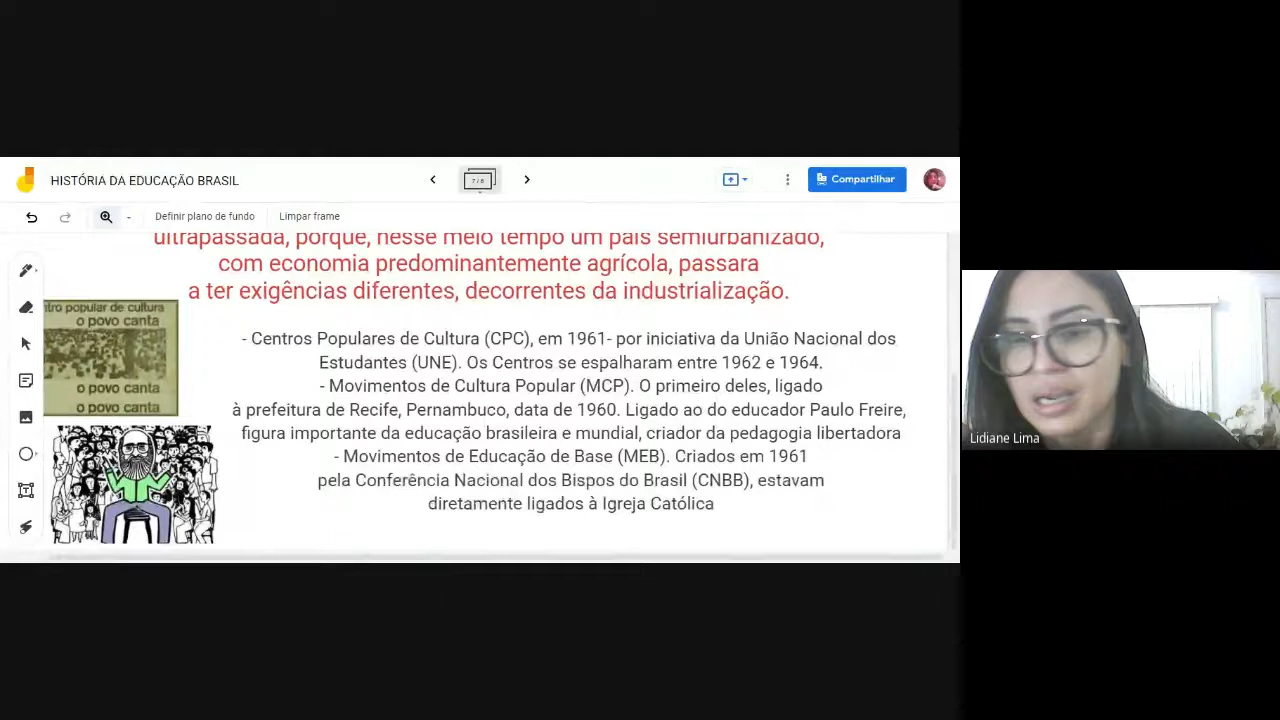 HISTÓRIA DA EDUCAÇÃO BRASIL
7 / 8
Compartilhar
Definir plano de fundo
Limpar frame
ultrapassada, porque, nesse meio tempo um país semiurbanizado,
com economia predominantemente agrícola, passara
a ter exigências diferentes, decorrentes da industrialização.
ntro popular de cultura
o povo canta
o povo canta
o povo canta
- Centros Populares de Cultura (CPC), em 1961- por iniciativa da União Nacional dos
Estudantes (UNE). Os Centros se espalharam entre 1962 e 1964.
- Movimentos de Cultura Popular (MCP). O primeiro deles, ligado
à prefeitura de Recife, Pernambuco, data de 1960. Ligado ao do educador Paulo Freire,
figura importante da educação brasileira e mundial, criador da pedagogia libertadora
- Movimentos de Educação de Base (MEB). Criados em 1961
pela Conferência Nacional dos Bispos do Brasil (CNBB), estavam
diretamente ligados à Igreja Católica
Lidiane Lima